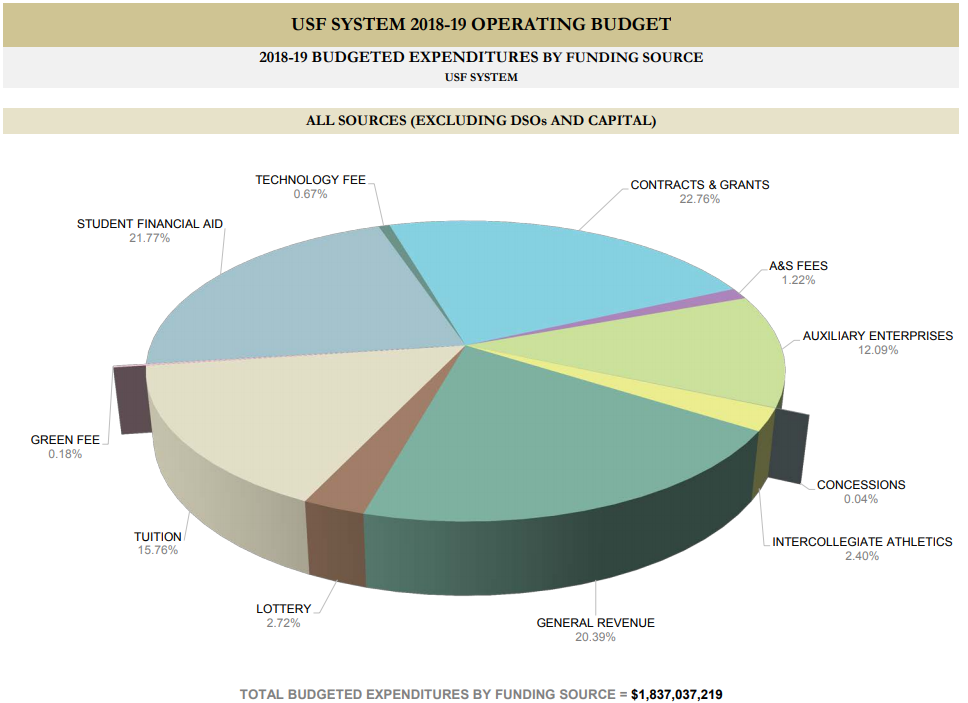 USF SYSTEM 2018-19 OPERATING BUDGET
2018-19 BUDGETED EXPENDITURES BY FUNDING SOURCE
USF SYSTEM
ALL SOURCES (EXCLUDING DSOs AND CAPITAL)
TECHNOLOGY FEE
0.67%
CONTRACTS & GRANTS
22.76%
STUDENT FINANCIAL AID
21.77%
A&S FEES
1.22%
AUXILIARY ENTERPRISES
12.09%
GREEN FEE
0.18%
CONCESSIONS
0.04%
TUITION
15.76%
INTERCOLLEGIATE ATHLETICS
2.40%
LOTTERY
2.72%
GENERAL REVENUE
20.39%
TOTAL BUDGETED EXPENDITURES BY FUNDING SOURCE = $1,837,037,219